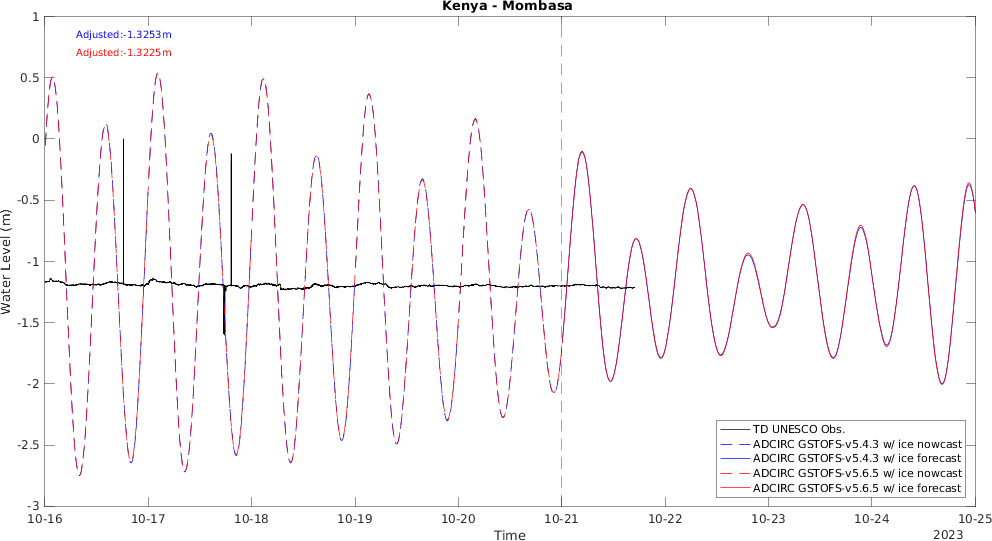 Kenya - Mombasa
Adjusted:-1.3253m
Adjusted:-1.3225m
Water Level (m)
1
0.5
0
-0.5
-1
-1.5
-2
-2.5
-3
10-16 10-17 10-18 10-19 10-20 10-21 10-22 10-23 10-24 10-25
Time
2023
TD UNESCO Obs.
ADCIRC GSTOFS-v5.4.3 w/ ice nowcast
ADCIRC GSTOFS-v5.4.3 w/ ice forecast
ADCIRC GSTOFS-v5.6.5 w/ ice nowcast
ADCIRC GSTOFS-v5.6.5 w/ ice forecast